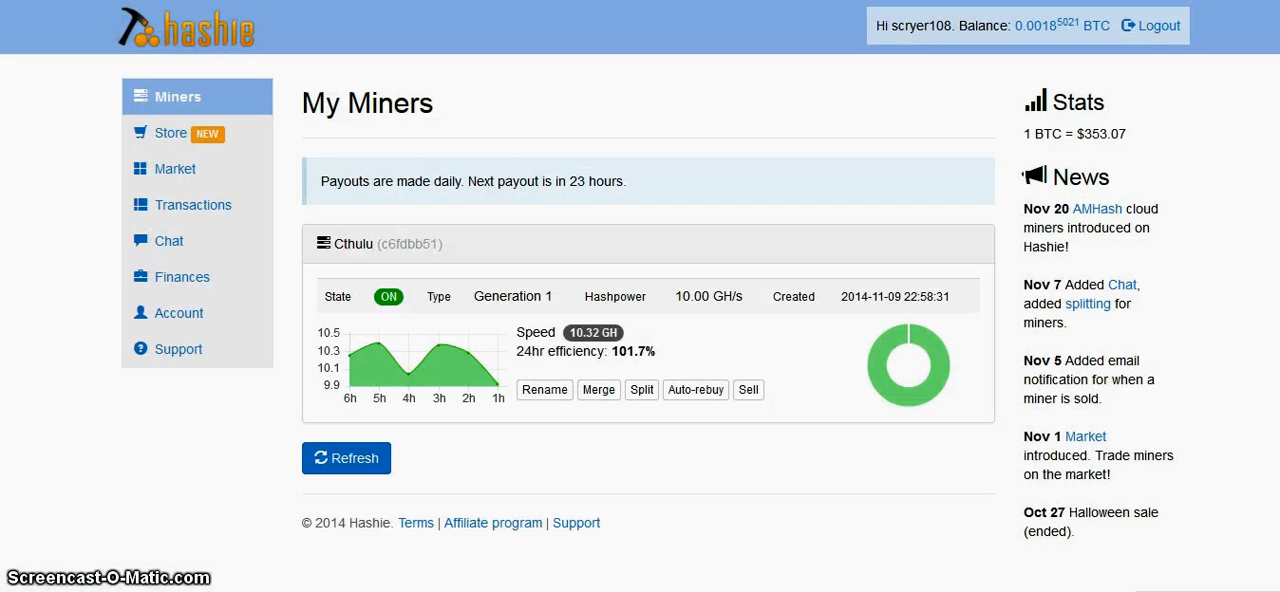 hashie
Hi scryer108. Balance: 0.00185021 BTC Logout
Miners
Store NEW
Market
Transactions
Chat
Finances
Account
Support
My Miners
Payouts are made daily. Next payout is in 23 hours.
Cthulu (c6fdbb51)
State ON Type Generation 1 Hashpower 10.00 GH/s Created 2014-11-09 22:58:31
10.5
10.3
10.1
9.9
6h 5h 4h 3h 2h 1h
Speed 10.32 GH
24hr efficiency: 101.7%
Rename Merge Split Auto-rebuy Sell
Refresh
© 2014 Hashie. Terms | Affiliate program | Support
Stats
1 BTC = $353.07
News
Nov 20 AMHash cloud
miners introduced on
Hashie!
Nov 7 Added Chat,
added splitting for
miners.
Nov 5 Added email
notification for when a
miner is sold.
Nov 1 Market
introduced. Trade miners
on the market!
Oct 27 Halloween sale
(ended).
Screencast-O-Matic.com